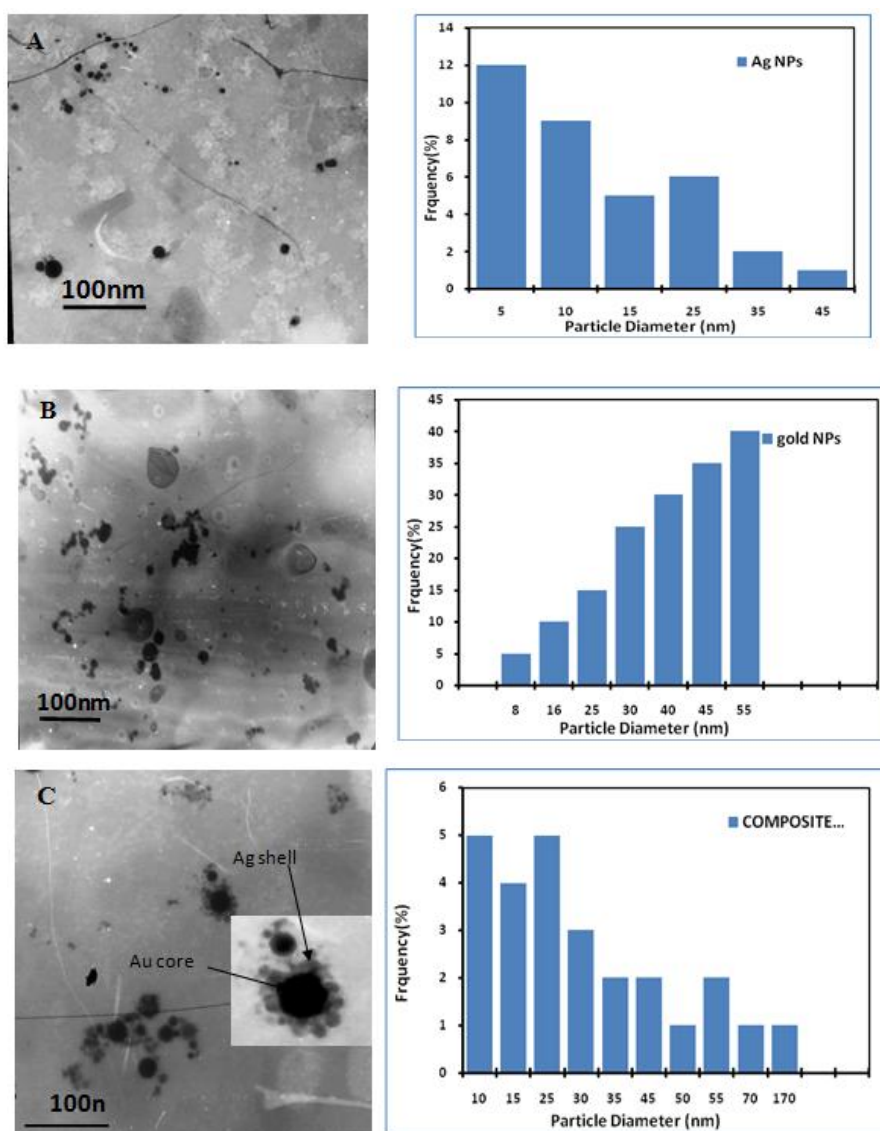 A
100nm
14
12
10
8
6
4
2
0
Frquency(%)
Ag NPs
5 10 15 25 35 45
Particle Diameter (nm)
B
100nm
45
40
35
30
25
20
15
10
5
0
Frquency(%)
gold NPs
8 16 25 30 40 45 55
Particle Diameter (nm)
C
Ag shell
Au core
100n
6
5
4
3
2
1
0
Frquency(%)
COMPOSITE...
10 15 25 30 35 45 50 55 70 170
Particle Diameter (nm)